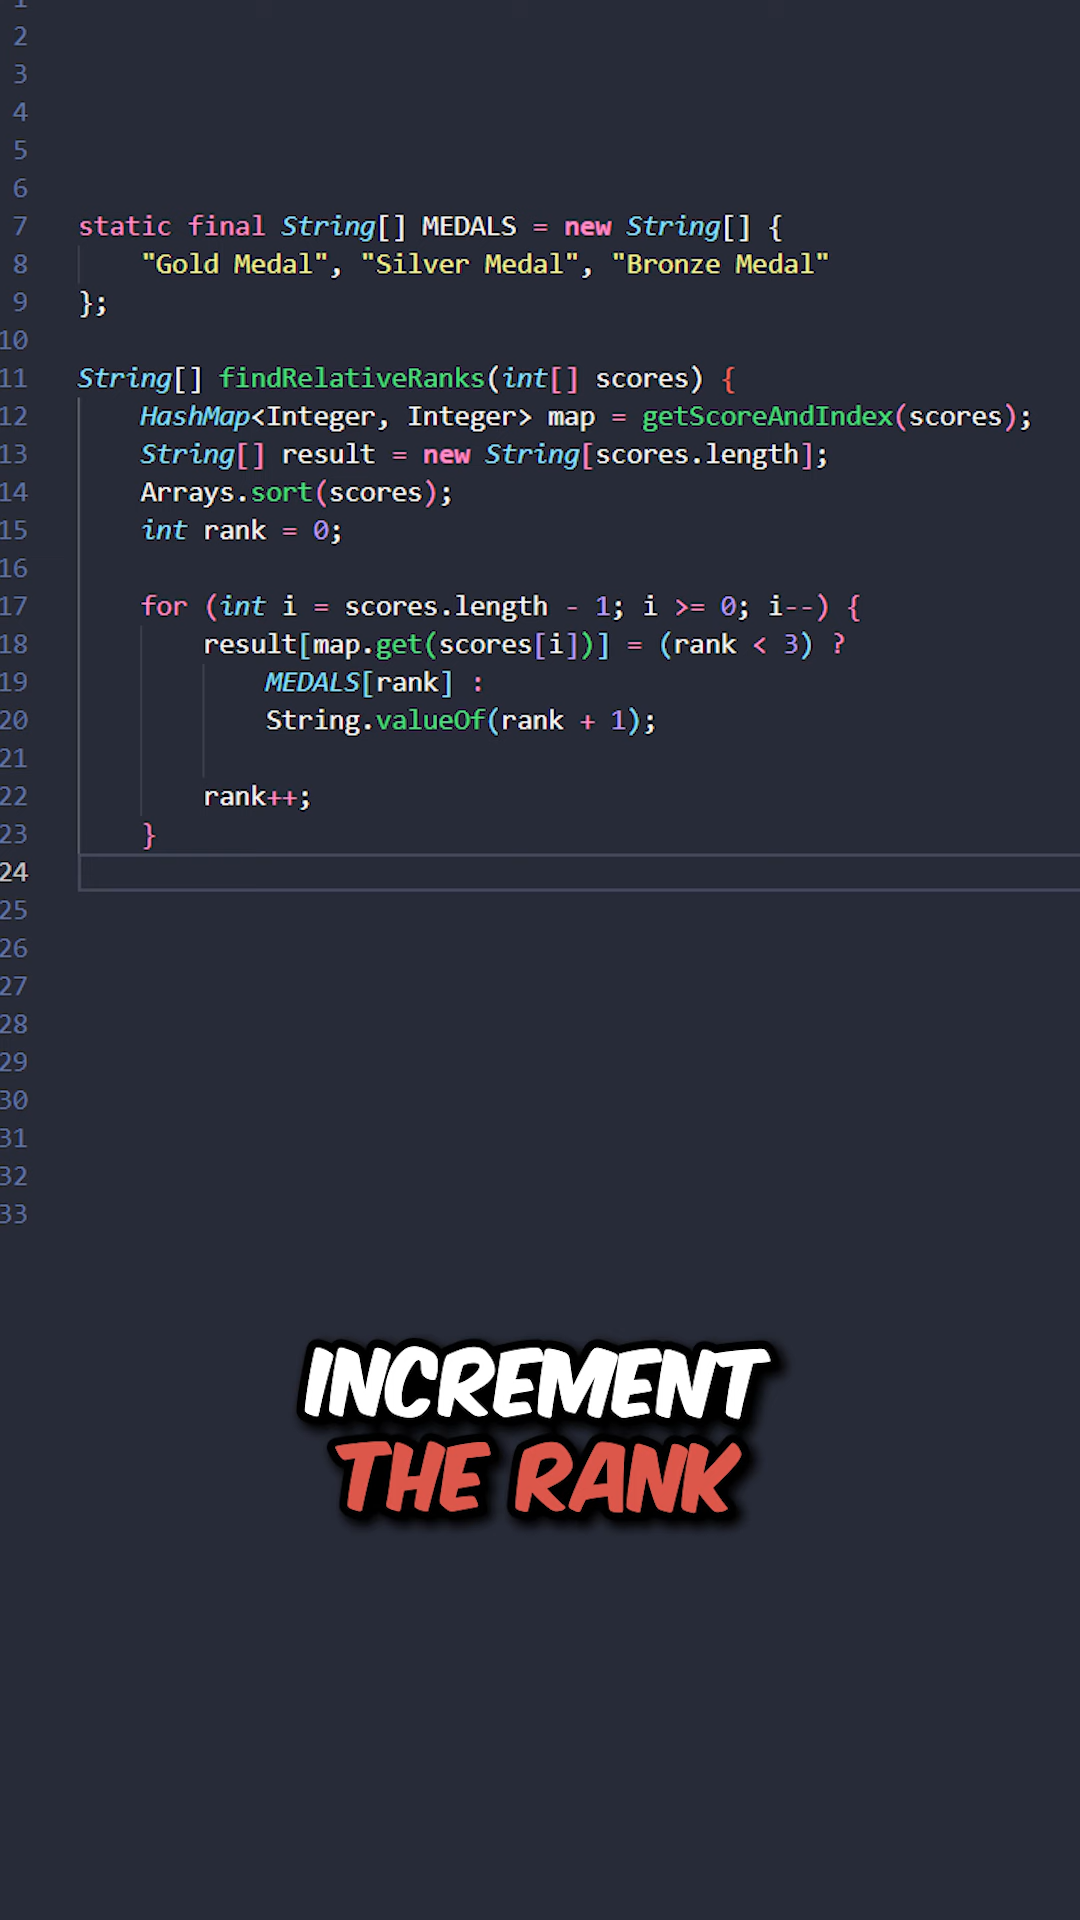 1
2
3
4
5
6
7 static final String[] MEDALS = new String[] {
8 "Gold Medal", "Silver Medal", "Bronze Medal"
9 };
10
11 String[] findRelativeRanks(int[] scores) {
12 HashMap<Integer, Integer> map = getScoreAndIndex(scores);
13 String[] result = new String[scores.length];
14 Arrays.sort(scores);
15 int rank = 0;
16
17 for (int i = scores.length - 1; i >= 0; i--) {
18 result[map.get(scores[i])] = (rank < 3) ?
19 MEDALS[rank] :
20 String.valueOf(rank + 1);
21
22 rank++;
23 }
24
25
26
27
28
29
30
31
32
33
INCREMENT
THE RANK